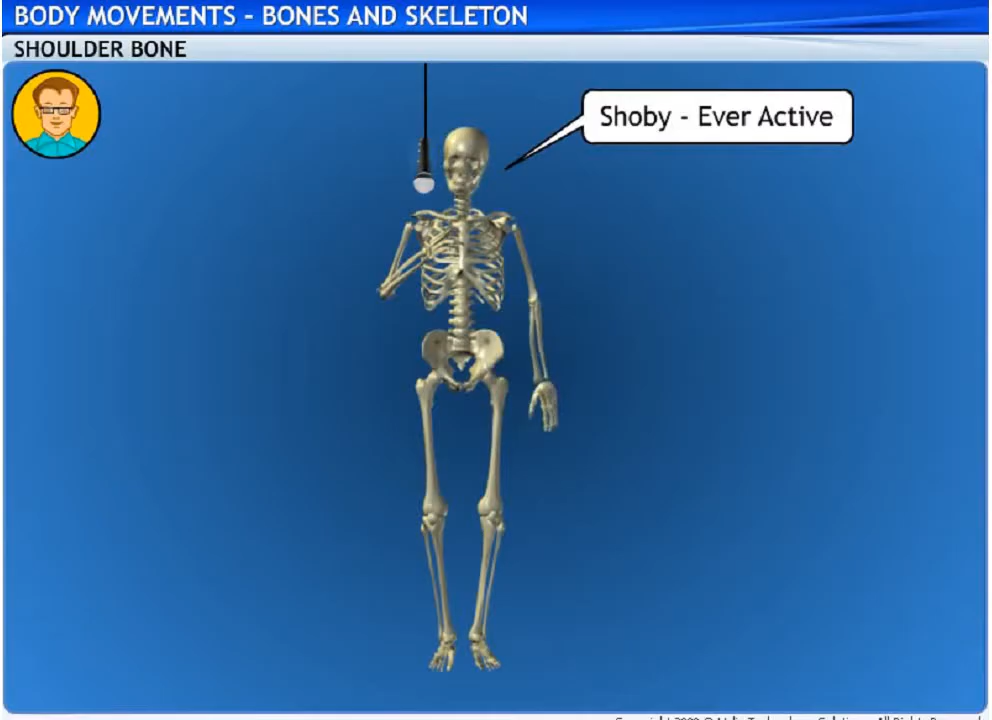 BODY MOVEMENTS - BONES AND SKELETON
SHOULDER BONE
Shoby - Ever Active